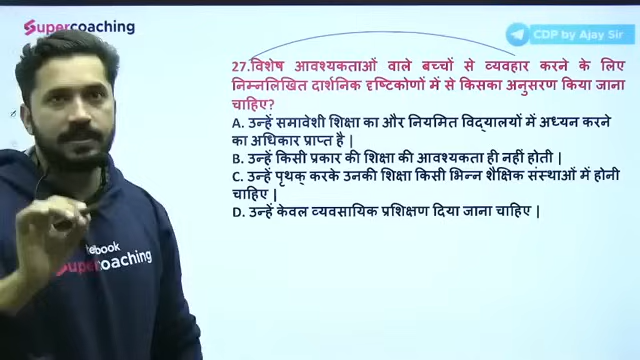 Supercoaching
CDP by Ajay Sir
27.विशेष आवश्यकताओं वाले बच्चों से व्यवहार करने के लिए
निम्नलिखित दार्शनिक दृष्टिकोणों में से किसका अनुसरण किया जाना
चाहिए?
A. उन्हें समावेशी शिक्षा का और नियमित विद्यालयों में अध्यन करने
का अधिकार प्राप्त है |
B. उन्हें किसी प्रकार की शिक्षा की आवश्यकता ही नहीं होती |
C. उन्हें पृथक् करके उनकी शिक्षा किसी भिन्न शैक्षिक संस्थाओं में होनी
चाहिए |
D. उन्हें केवल व्यवसायिक प्रशिक्षण दिया जाना चाहिए |
book
Supercoaching